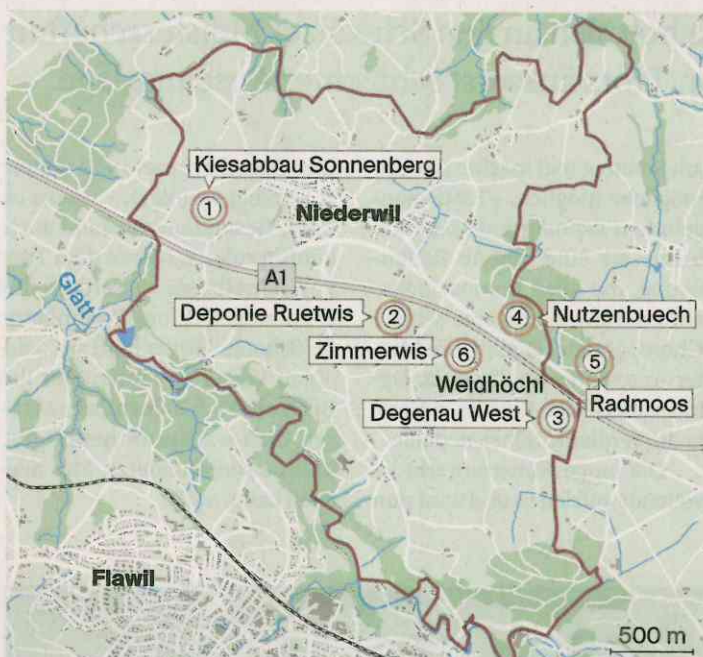 Kiesabbau Sonnenberg
1
Niederwil
A1
Glatt
Deponie Ruetwis
2
4
Nutzenbuech
Zimmerwis
6
5
Weidhöchi
Radmoos
Degenau West
3
Flawil
500 m